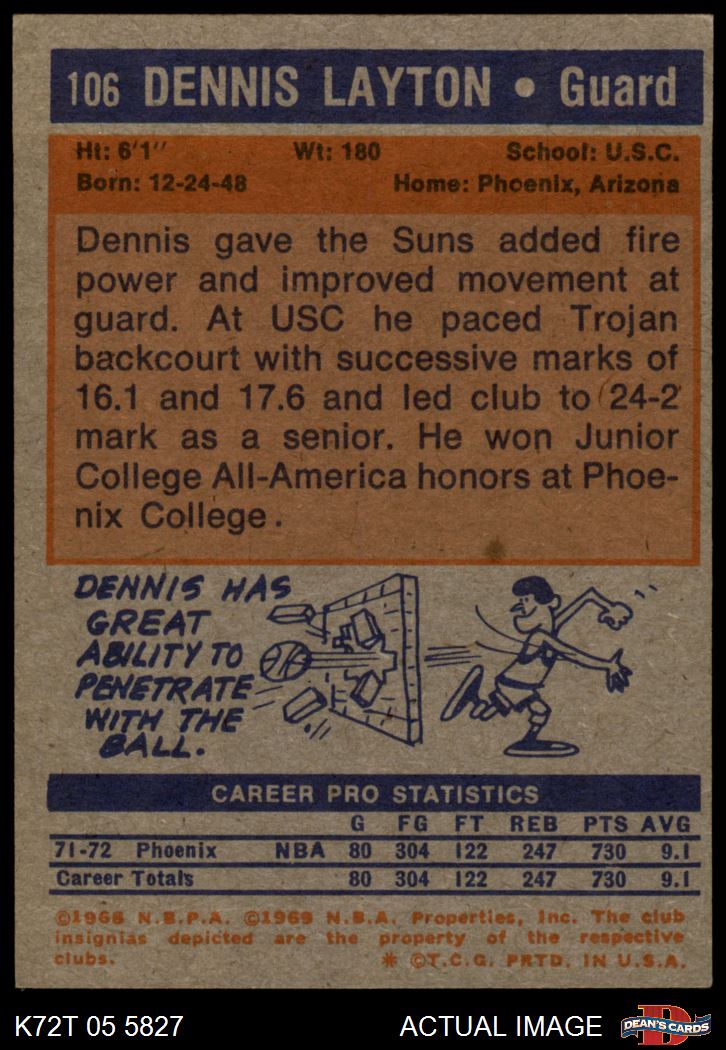 106 DENNIS LAYTON • Guard
Ht: 6'1" Wt: 180 School: U.S.C.
Born: 12-24-48 Home: Phoenix, Arizona
Dennis gave the Suns added fire
power and improved movement at
guard. At USC he paced Trojan
backcourt with successive marks of
16.1 and 17.6 and led club to 24-2
mark as a senior. He won Junior
College All-America honors at Phoe-
nix College.
DENNIS HAS
GREAT
ABILITY TO
PENETRATE
WITH THE
BALL.
CAREER PRO STATISTICS
G FG FT REB PTS AVG
71-72 Phoenix NBA 80 304 122 247 730 9.1
Career Totals 80 304 122 247 730 9.1
©1968 N.B.P.A. ©1969 N.B.A. Properties, Inc. The club
insignias depicted are the property of the respective
clubs. * ©T.C.G. PRTD. IN U.S.A.
K72T 05 5827 ACTUAL IMAGE
D
DEAN'S CARDS